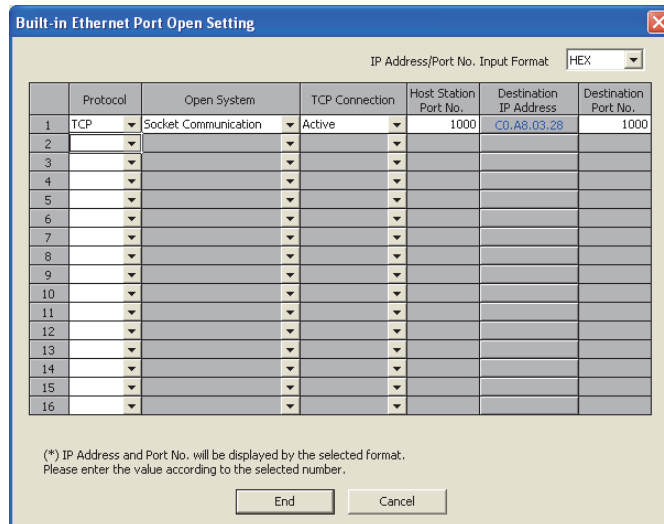 Built-in Ethernet Port Open Setting
IP Address/Port No. Input Format HEX
Protocol Open System TCP Connection Host Station Port No. Destination IP Address Destination Port No.
1 TCP Socket Communication Active 1000 C0.A8.03.28 1000
2
3
4
5
6
7
8
9
10
11
12
13
14
15
16
(*) IP Address and Port No. will be displayed by the selected format.
Please enter the value according to the selected number.
End Cancel